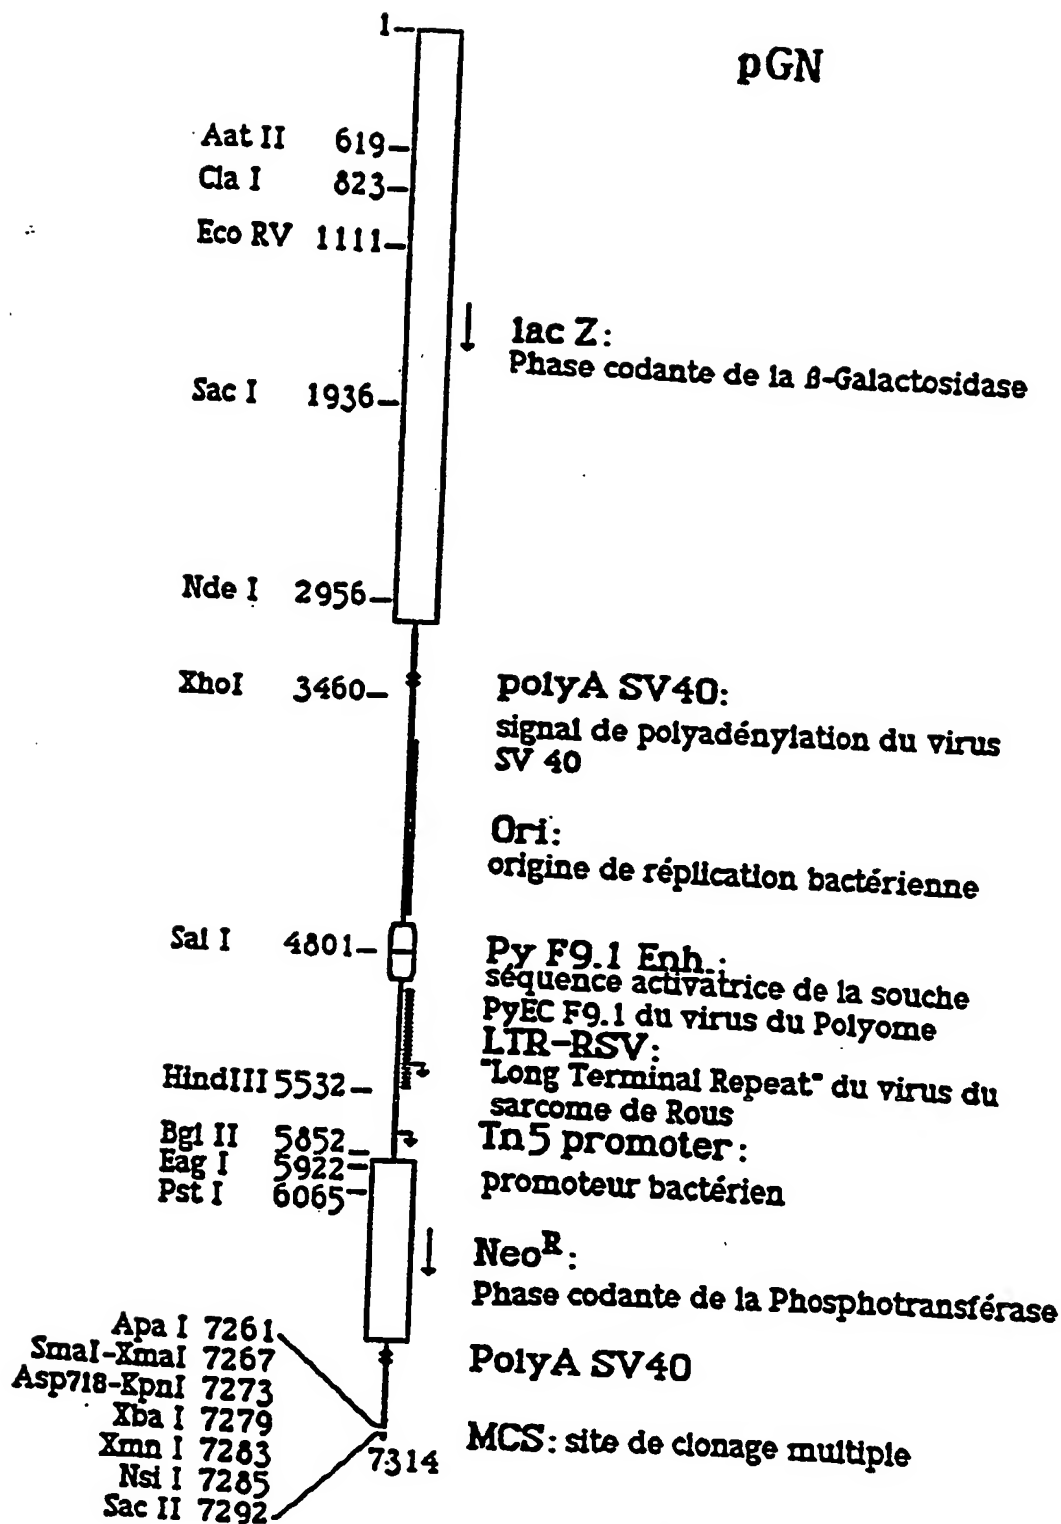 1
pGN
Aat II 619
Cla I 823
Eco RV 1111
lac Z:
Phase codante de la β-Galactosidase
Sac I 1936
Nde I 2956
XhoI 3460
polyA SV40:
signal de polyadénylation du virus
SV 40
Ori:
origine de réplication bactérienne
Sal I 4801
Py F9.1 Enh.:
séquence activatrice de la souche
PyEC F9.1 du virus du Polyome
LTR-RSV:
"Long Terminal Repeat" du virus du
sarcome de Rous
HindIII 5532
Bgl II 5852
Eag I 5922
Pst I 6065
Tn5 promoter:
promoteur bactérien
Neo^R:
Phase codante de la Phosphotransférase
Apa I 7261
SmaI-XmaI 7267
Asp718-KpnI 7273
Xba I 7279
Xmn I 7283
Nsi I 7285
Sac II 7292
PolyA SV40
7314
MCS: site de clonage multiple